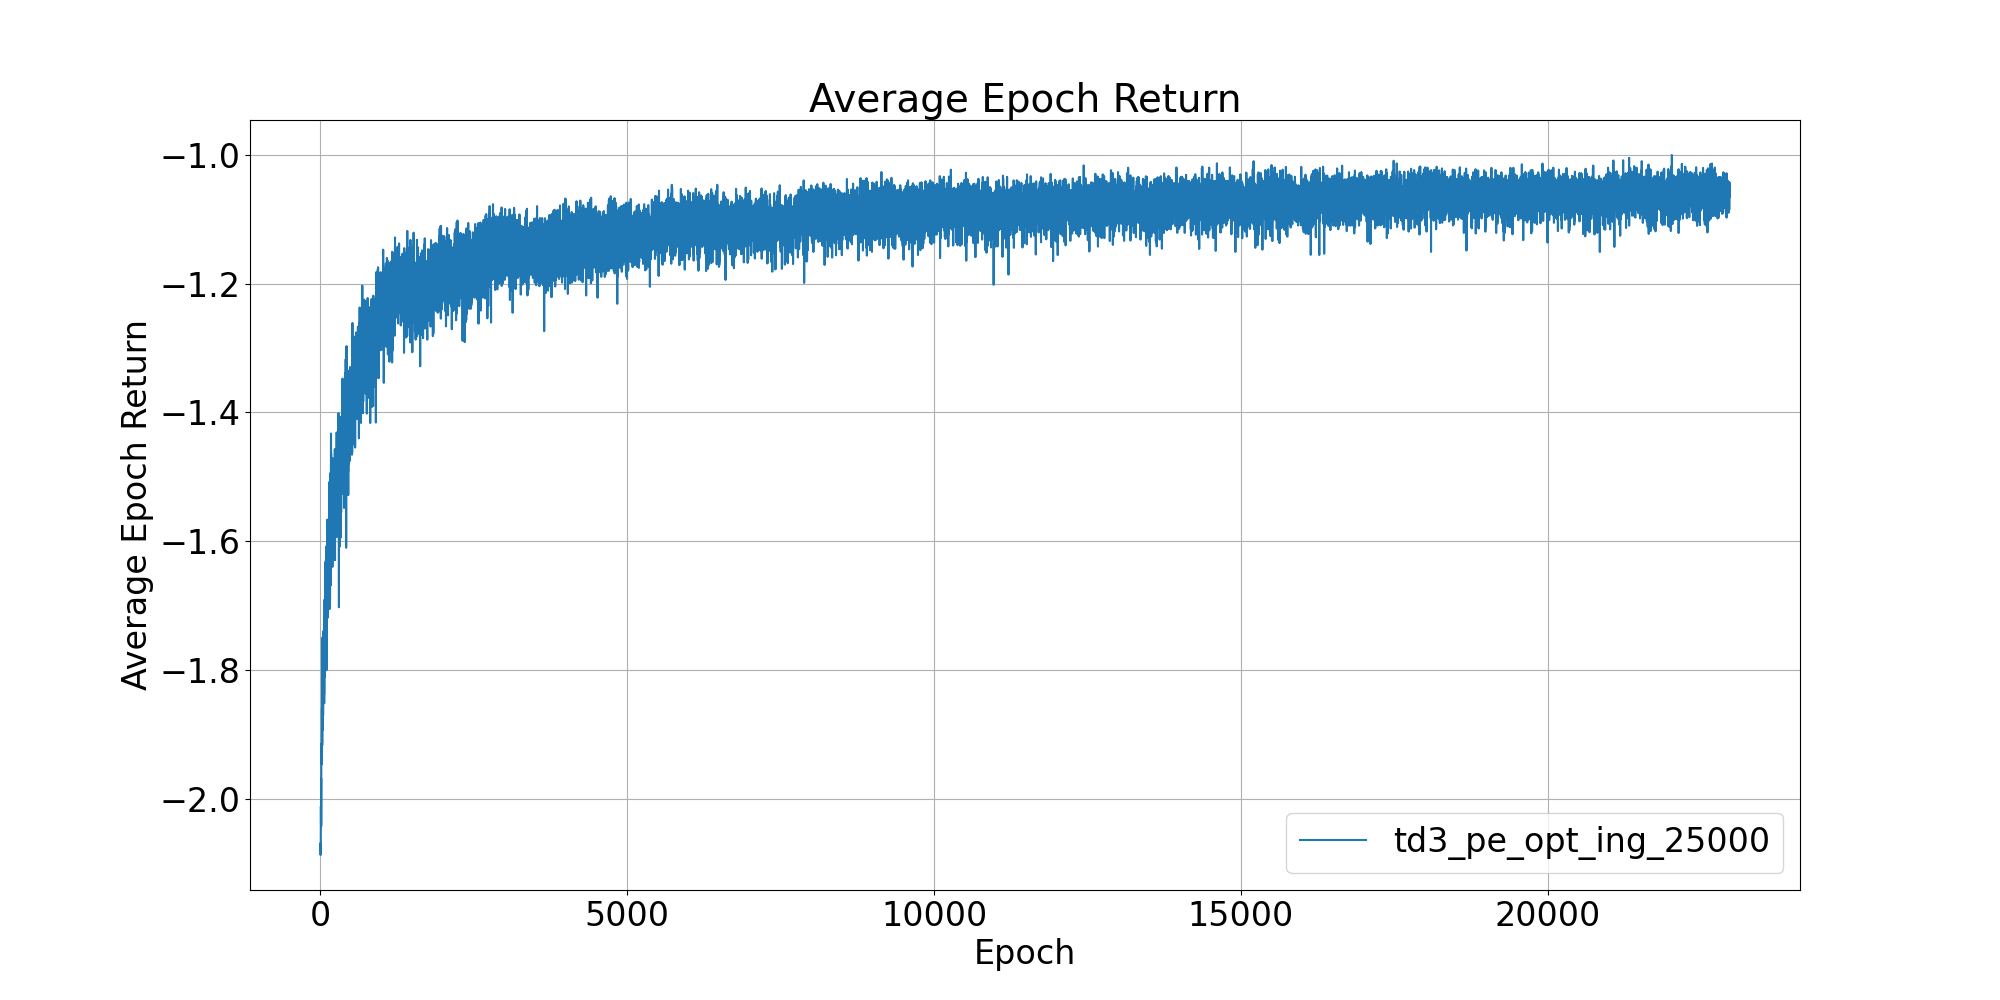 Average Epoch Return
Average Epoch Return
−1.0
−1.2
−1.4
−1.6
−1.8
−2.0
td3_pe_opt_ing_25000
0 5000 10000 15000 20000
Epoch